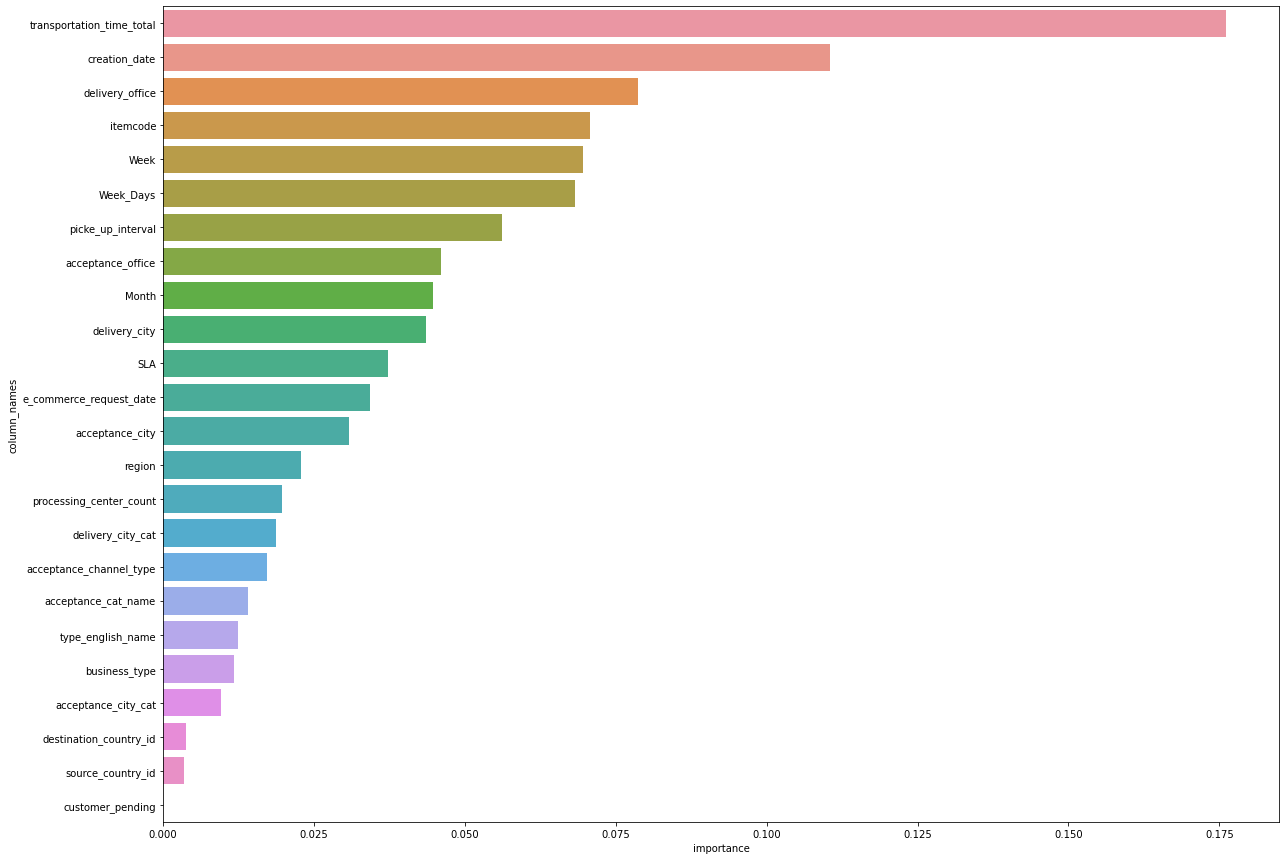 transportation_time_total
creation_date
delivery_office
itemcode
Week
Week_Days
picke_up_interval
acceptance_office
Month
delivery_city
SLA
e_commerce_request_date
acceptance_city
region
processing_center_count
delivery_city_cat
acceptance_channel_type
acceptance_cat_name
type_english_name
business_type
acceptance_city_cat
destination_country_id
source_country_id
customer_pending
column_names
0.000 0.025 0.050 0.075 0.100 0.125 0.150 0.175
importance